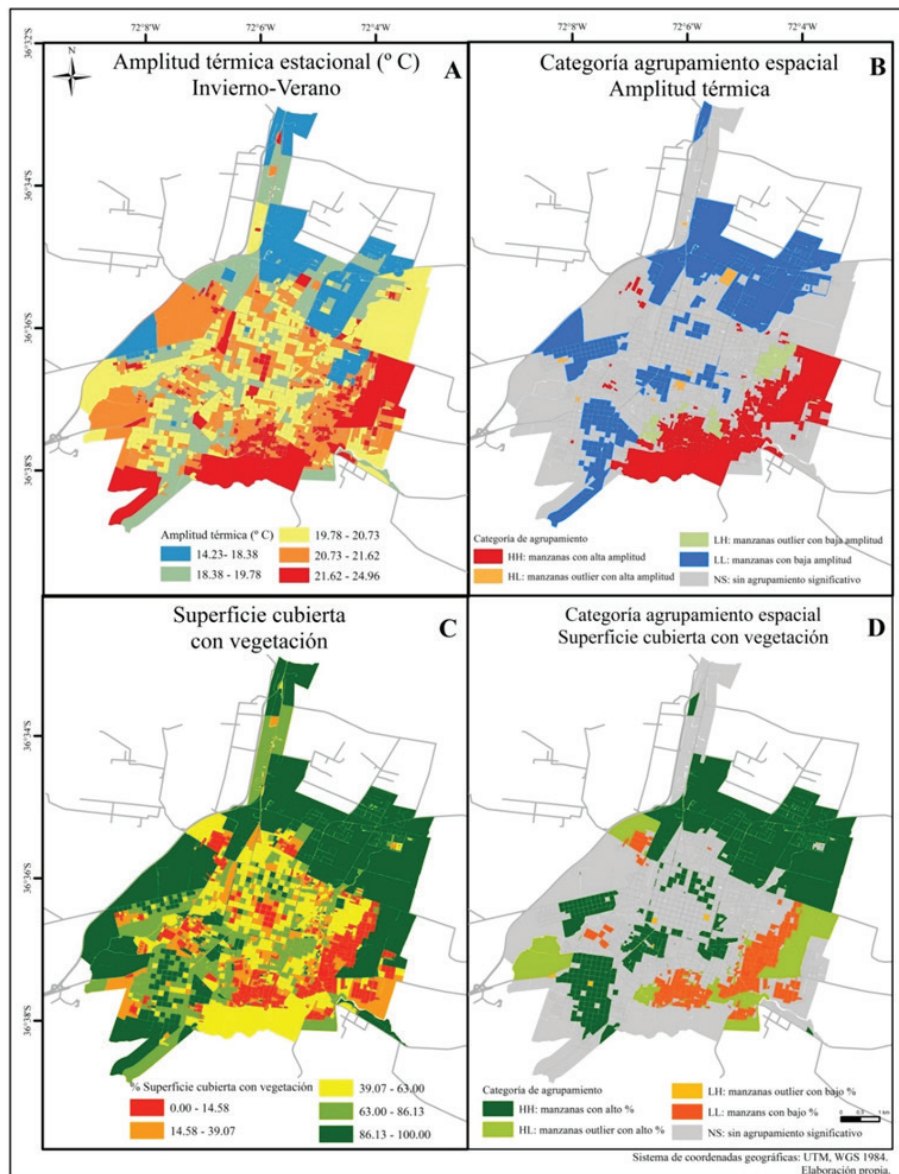 72°8'W
72°6'W
72°4'W
72°8'W
72°6'W
72°4'W
36°32'S
36°34'S
36°36'S
36°38'S
N
Amplitud térmica estacional (º C)
Invierno-Verano
A
Amplitud térmica (º C)
14.23- 18.38
18.38 - 19.78
19.78 - 20.73
20.73 - 21.62
21.62 - 24.96
Categoría agrupamiento espacial
Amplitud térmica
B
Categoría de agrupamiento
HH: manzanas con alta amplitud
HL: manzanas outlier con alta amplitud
LH: manzanas outlier con baja amplitud
LL: manzanas con baja amplitud
NS: sin agrupamiento significativo
Superficie cubierta
con vegetación
C
36°34'S
36°36'S
36°38'S
% Superficie cubierta con vegetación
0.00 - 14.58
14.58 - 39.07
39.07 - 63.00
63.00 - 86.13
86.13 - 100.00
Categoría agrupamiento espacial
Superficie cubierta con vegetación
D
Categoría de agrupamiento
HH: manzanas con alto %
HL: manzanas outlier con alto %
LH: manzanas outlier con bajo %
LL: manzans con bajo %
NS: sin agrupamiento significativo
0 0.5 1 km
Sistema de coordenadas geográficas: UTM, WGS 1984.
Elaboración propia.